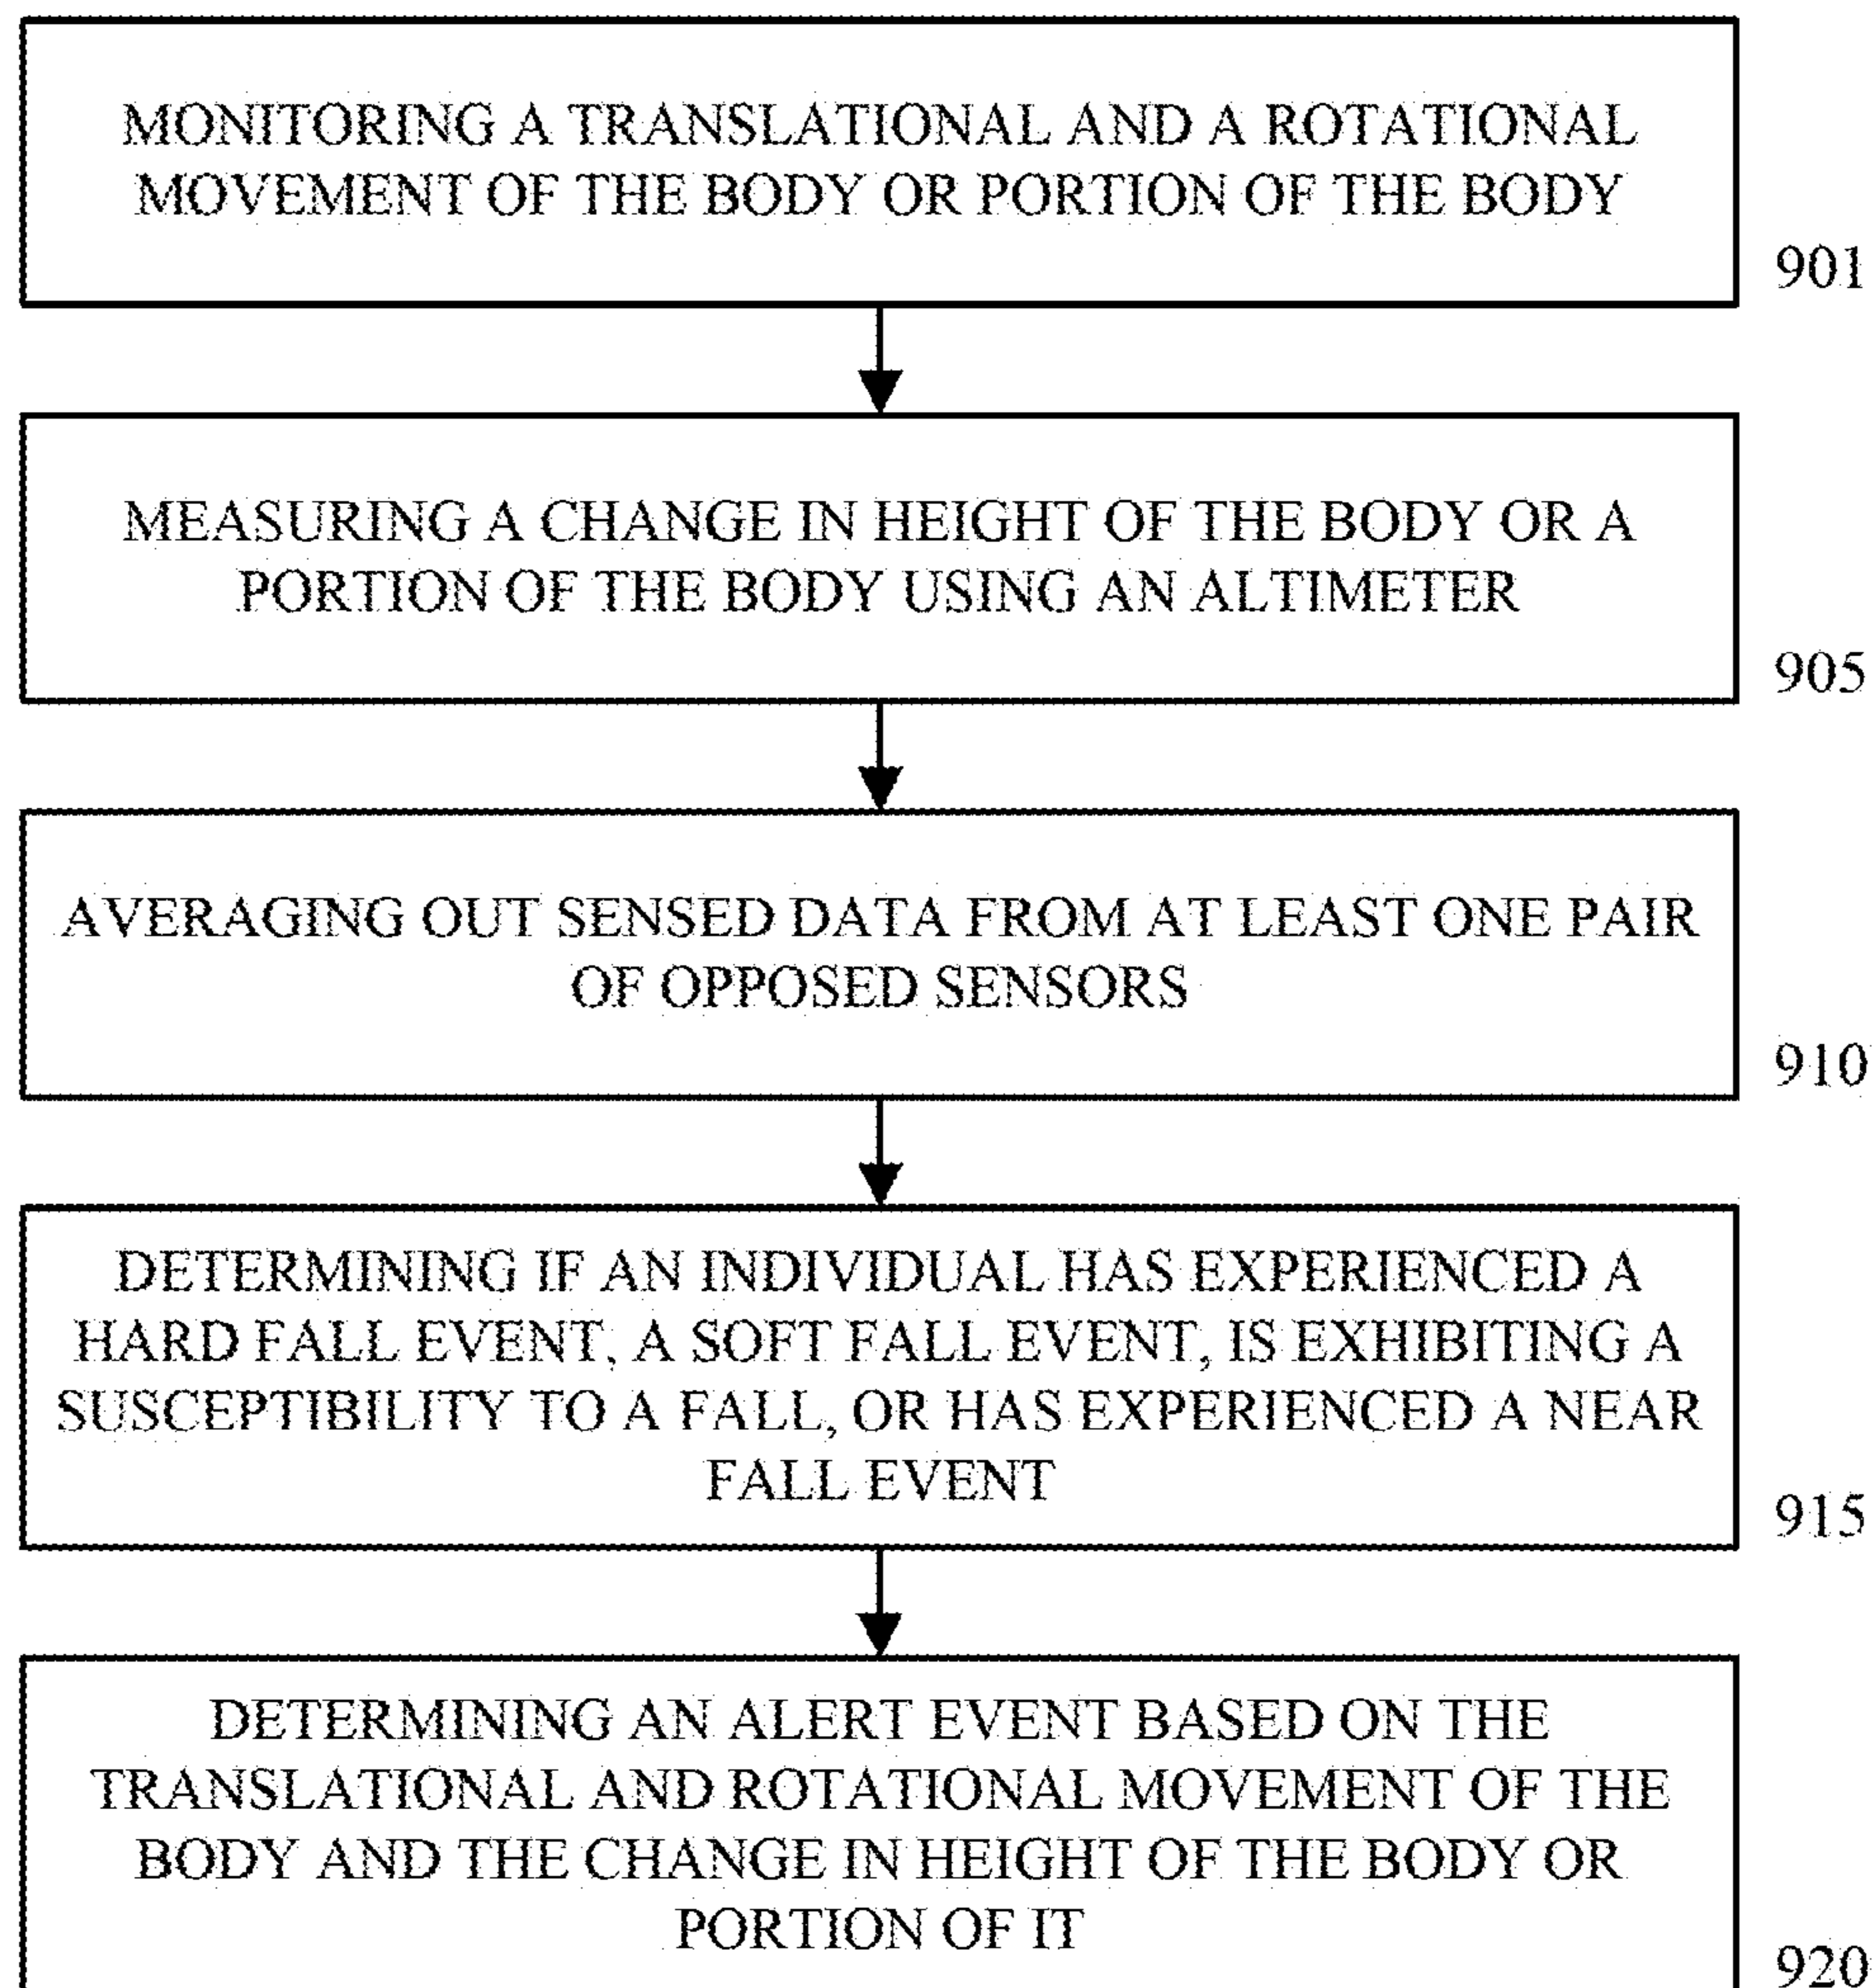 MONITORING A TRANSLATIONAL AND A ROTATIONAL
MOVEMENT OF THE BODY OR PORTION OF THE BODY
901
MEASURING A CHANGE IN HEIGHT OF THE BODY OR A
PORTION OF THE BODY USING AN ALTIMETER
905
AVERAGING OUT SENSED DATA FROM AT LEAST ONE PAIR
OF OPPOSED SENSORS
910
DETERMINING IF AN INDIVIDUAL HAS EXPERIENCED A
HARD FALL EVENT, A SOFT FALL EVENT, IS EXHIBITING A
SUSCEPTIBILITY TO A FALL, OR HAS EXPERIENCED A NEAR
FALL EVENT
915
DETERMINING AN ALERT EVENT BASED ON THE
TRANSLATIONAL AND ROTATIONAL MOVEMENT OF THE
BODY AND THE CHANGE IN HEIGHT OF THE BODY OR
PORTION OF IT
920